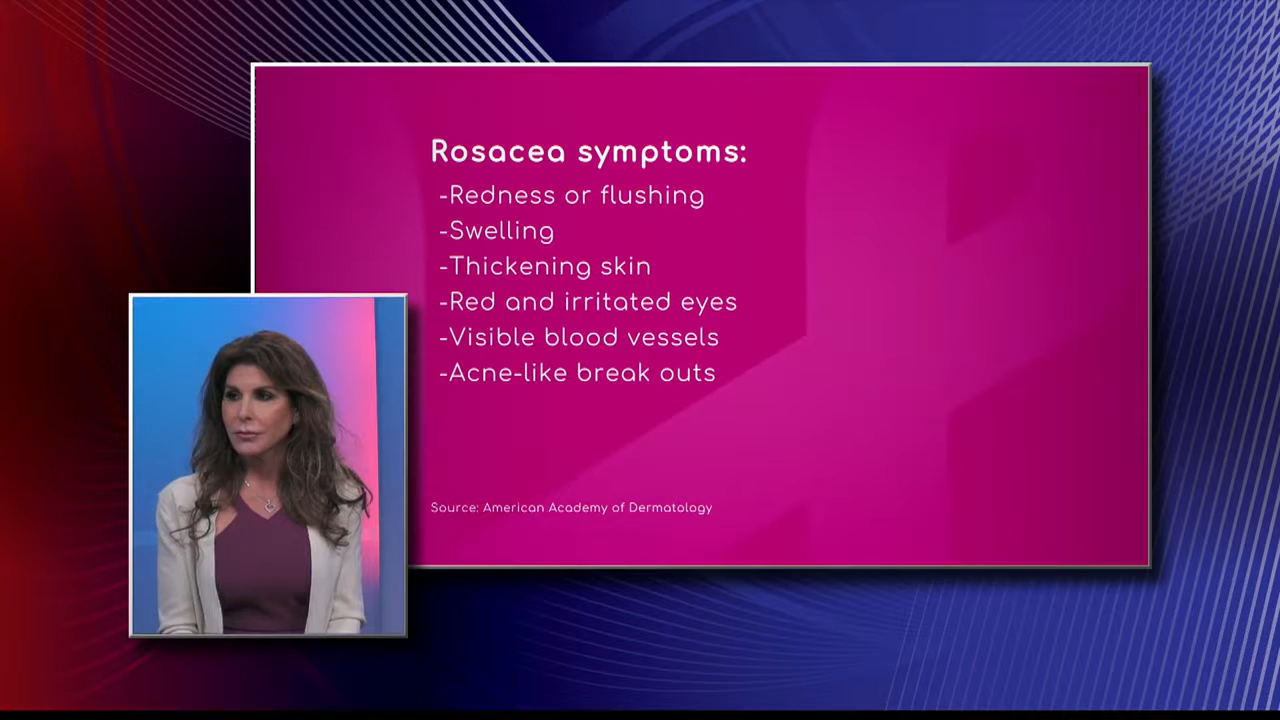 Rosacea symptoms:
-Redness or flushing
-Swelling
-Thickening skin
-Red and irritated eyes
-Visible blood vessels
-Acne-like break outs
Source: American Academy of Dermatology